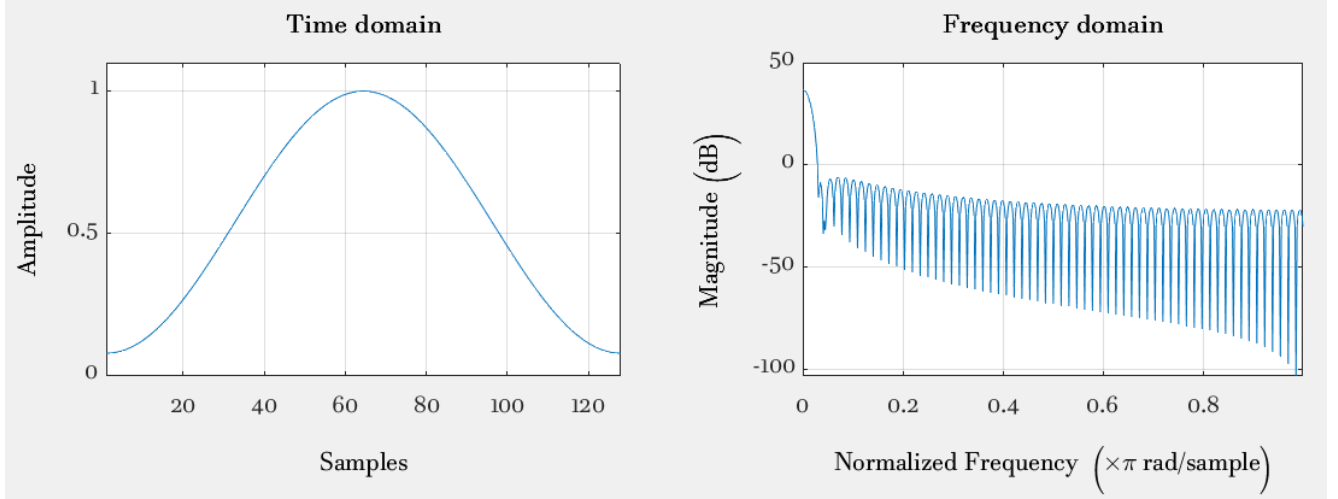 Time domain
Amplitude
1
0.5
0
20 40 60 80 100 120
Samples
Frequency domain
Magnitude (dB)
50
0
-50
-100
0 0.2 0.4 0.6 0.8
Normalized Frequency (×π rad/sample)